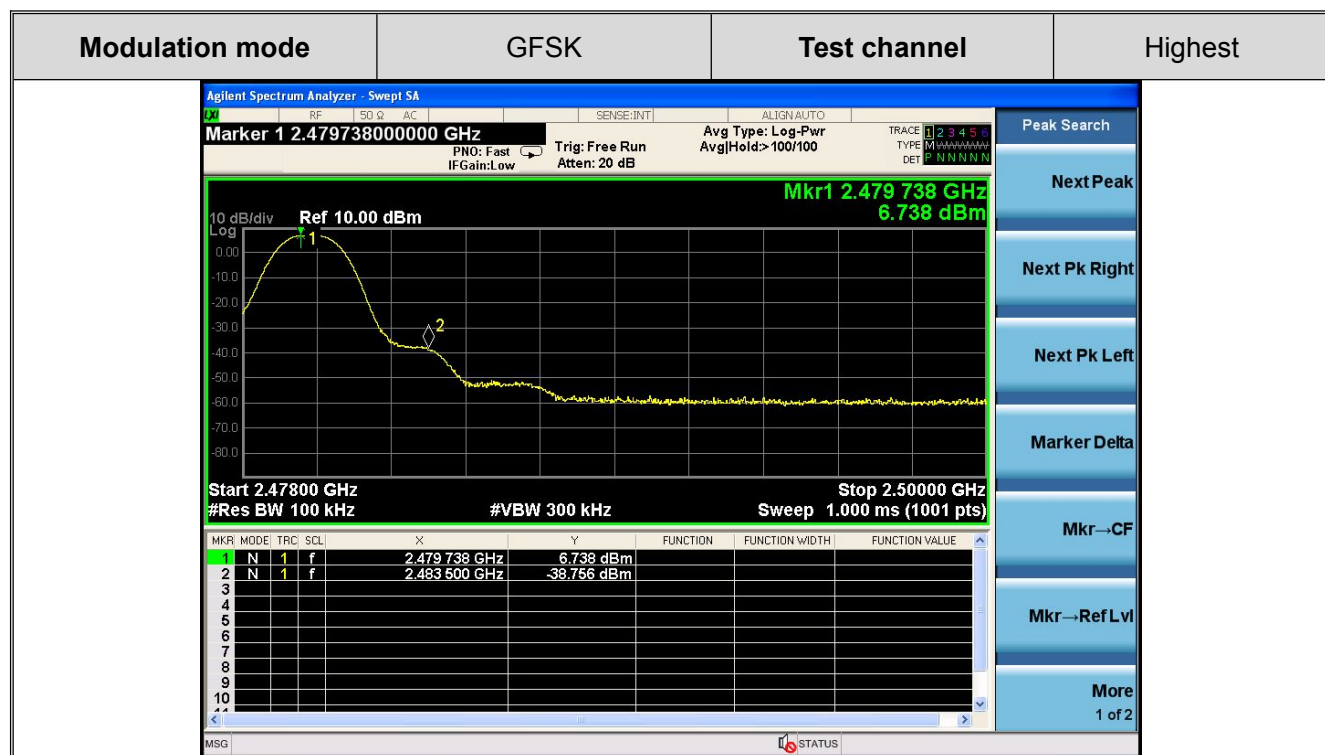 Modulation mode GFSK Test channel Highest
Agilent Spectrum Analyzer - Swept SA
LXI RF 50 Ω AC SENSE:INT ALIGN AUTO
Marker 1 2.479738000000 GHz
PNO: Fast
IFGain:Low
Trig: Free Run
Atten: 20 dB
Avg Type: Log-Pwr
Avg|Hold:>100/100
TRACE 1 2 3 4 5 6
TYPE M
DET P N N N N N
Mkr1 2.479 738 GHz
6.738 dBm
10 dB/div Ref 10.00 dBm
Log
0.00
-10.0
-20.0
-30.0
-40.0
-50.0
-60.0
-70.0
-80.0
1
2
Start 2.47800 GHz Stop 2.50000 GHz
#Res BW 100 kHz #VBW 300 kHz Sweep 1.000 ms (1001 pts)
MKR MODE TRC SCL X Y FUNCTION FUNCTION WIDTH FUNCTION VALUE
1 N 1 f 2.479 738 GHz 6.738 dBm
2 N 1 f 2.483 500 GHz -38.756 dBm
3
4
5
6
7
8
9
10
11
MSG STATUS
Peak Search
Next Peak
Next Pk Right
Next Pk Left
Marker Delta
Mkr→CF
Mkr→Ref Lvl
More
1 of 2